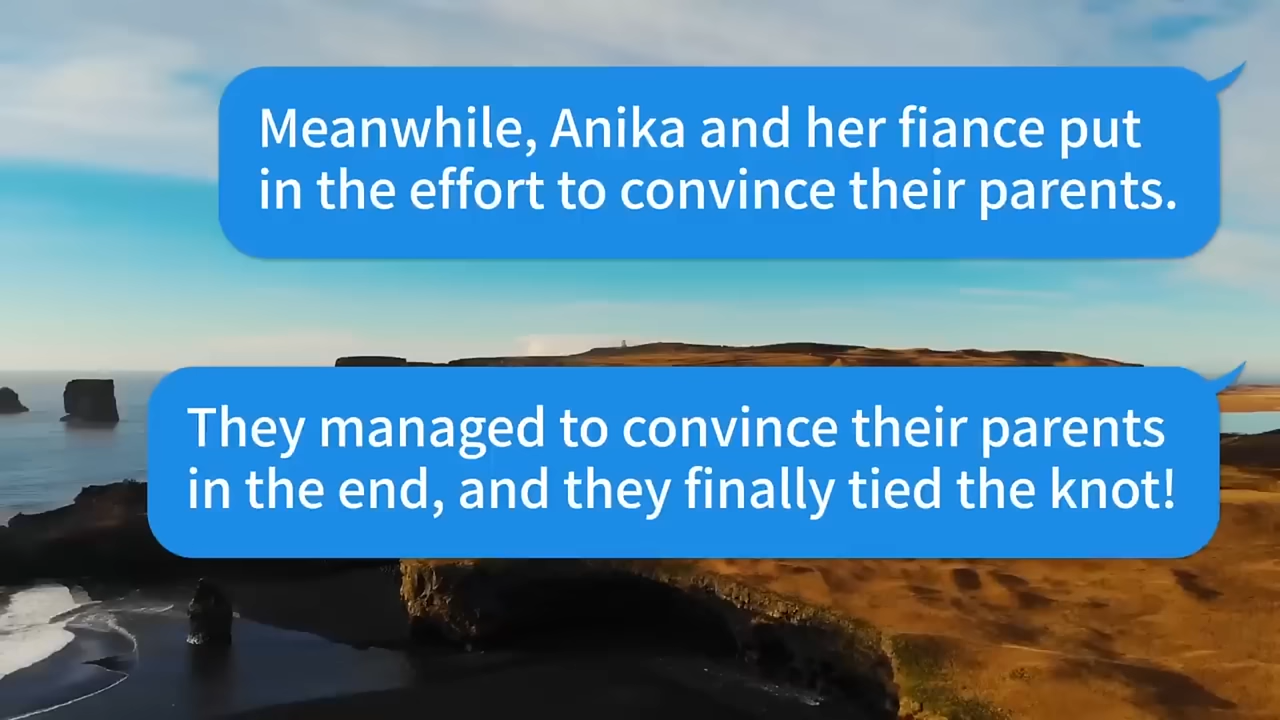 Meanwhile, Anika and her fiance put
in the effort to convince their parents.
They managed to convince their parents
in the end, and they finally tied the knot!